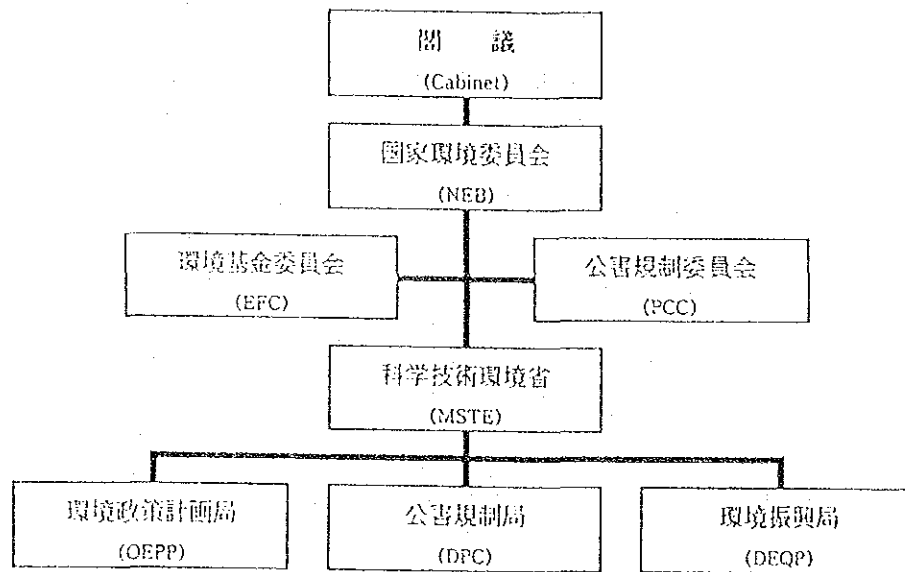 閣　議
(Cabinet)
国家環境委員会
(NEB)
環境基金委員会
(EFC)
公害規制委員会
(PCC)
科学技術環境省
(MSTE)
環境政策計画局
(OEPP)
公害規制局
(DPC)
環境振興局
(DEQP)